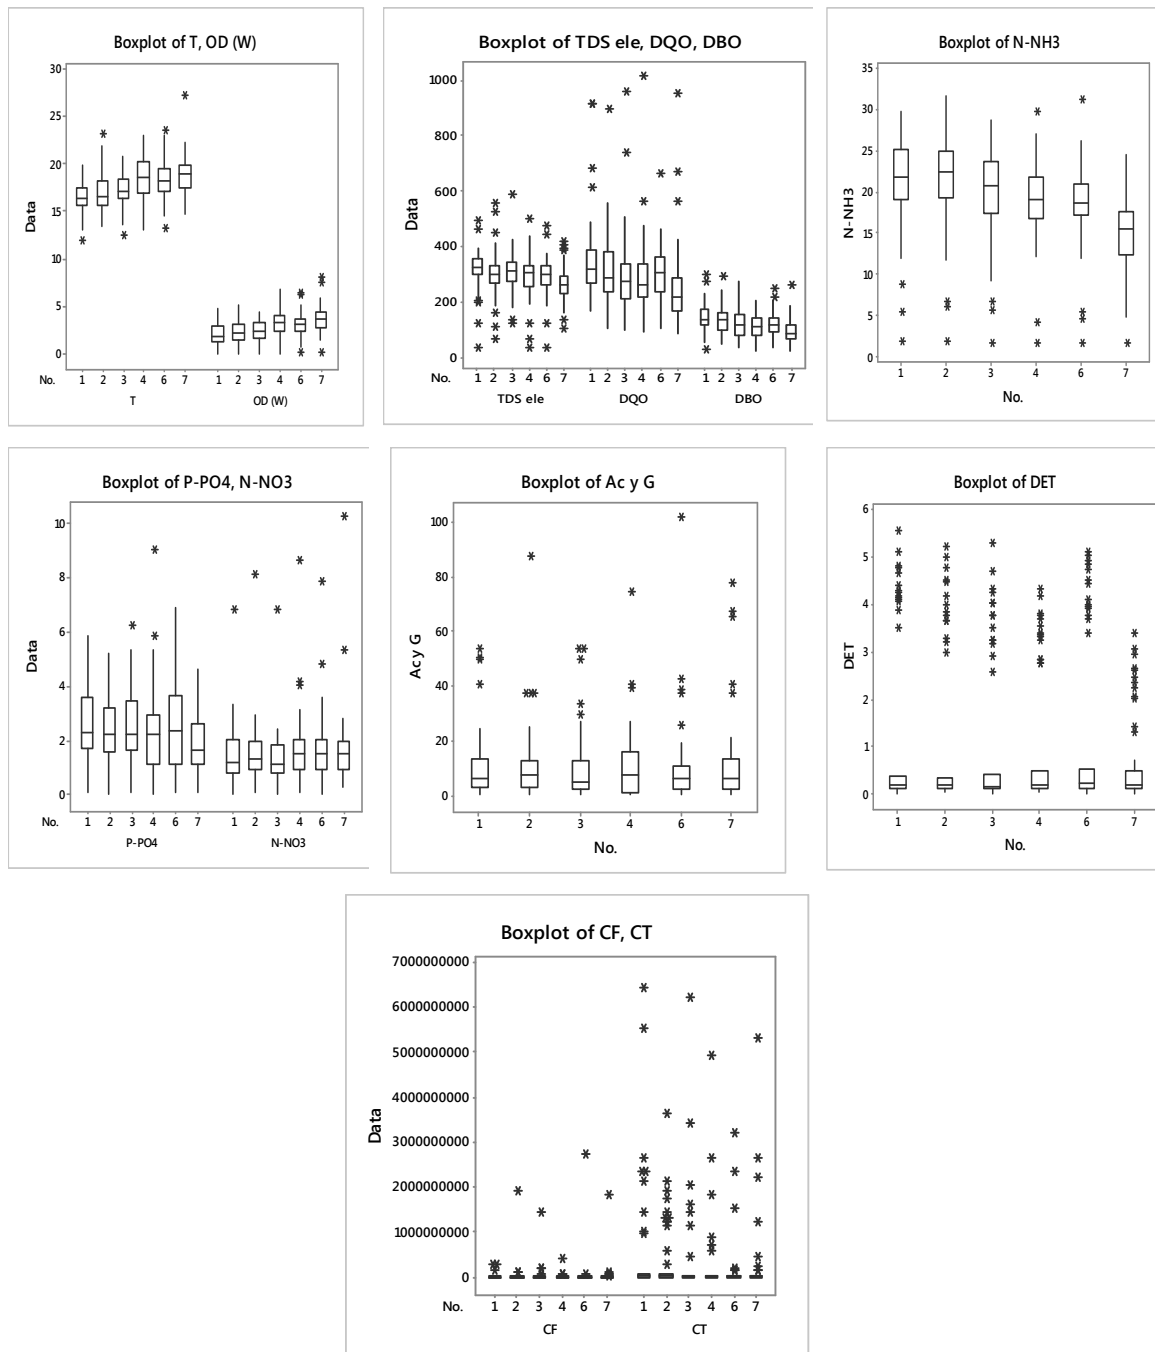 Boxplot of T, OD (W)
30
25
20
15
10
5
0
Data
No. 1 2 3 4 6 7 1 2 3 4 6 7
T OD (W)
Boxplot of TDS ele, DQO, DBO
1000
800
600
400
200
0
Data
No. 1 2 3 4 6 7 1 2 3 4 6 7 1 2 3 4 6 7
TDS ele DQO DBO
Boxplot of N-NH3
35
30
25
20
15
10
5
0
N-NH3
1 2 3 4 6 7
No.
Boxplot of P-PO4, N-NO3
10
8
6
4
2
0
Data
No. 1 2 3 4 6 7 1 2 3 4 6 7
P-PO4 N-NO3
Boxplot of Ac y G
100
80
60
40
20
0
Ac y G
1 2 3 4 6 7
No.
Boxplot of DET
6
5
4
3
2
1
0
DET
1 2 3 4 6 7
No.
Boxplot of CF, CT
7000000000
6000000000
5000000000
4000000000
3000000000
2000000000
1000000000
0
Data
No. 1 2 3 4 6 7 1 2 3 4 6 7
CF CT